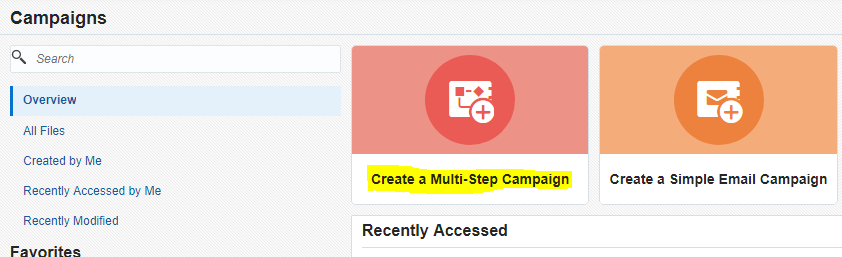 Campaigns
Search
Overview
All Files
Created by Me
Recently Accessed by Me
Recently Modified
Favorites
Create a Multi-Step Campaign
Create a Simple Email Campaign
Recently Accessed